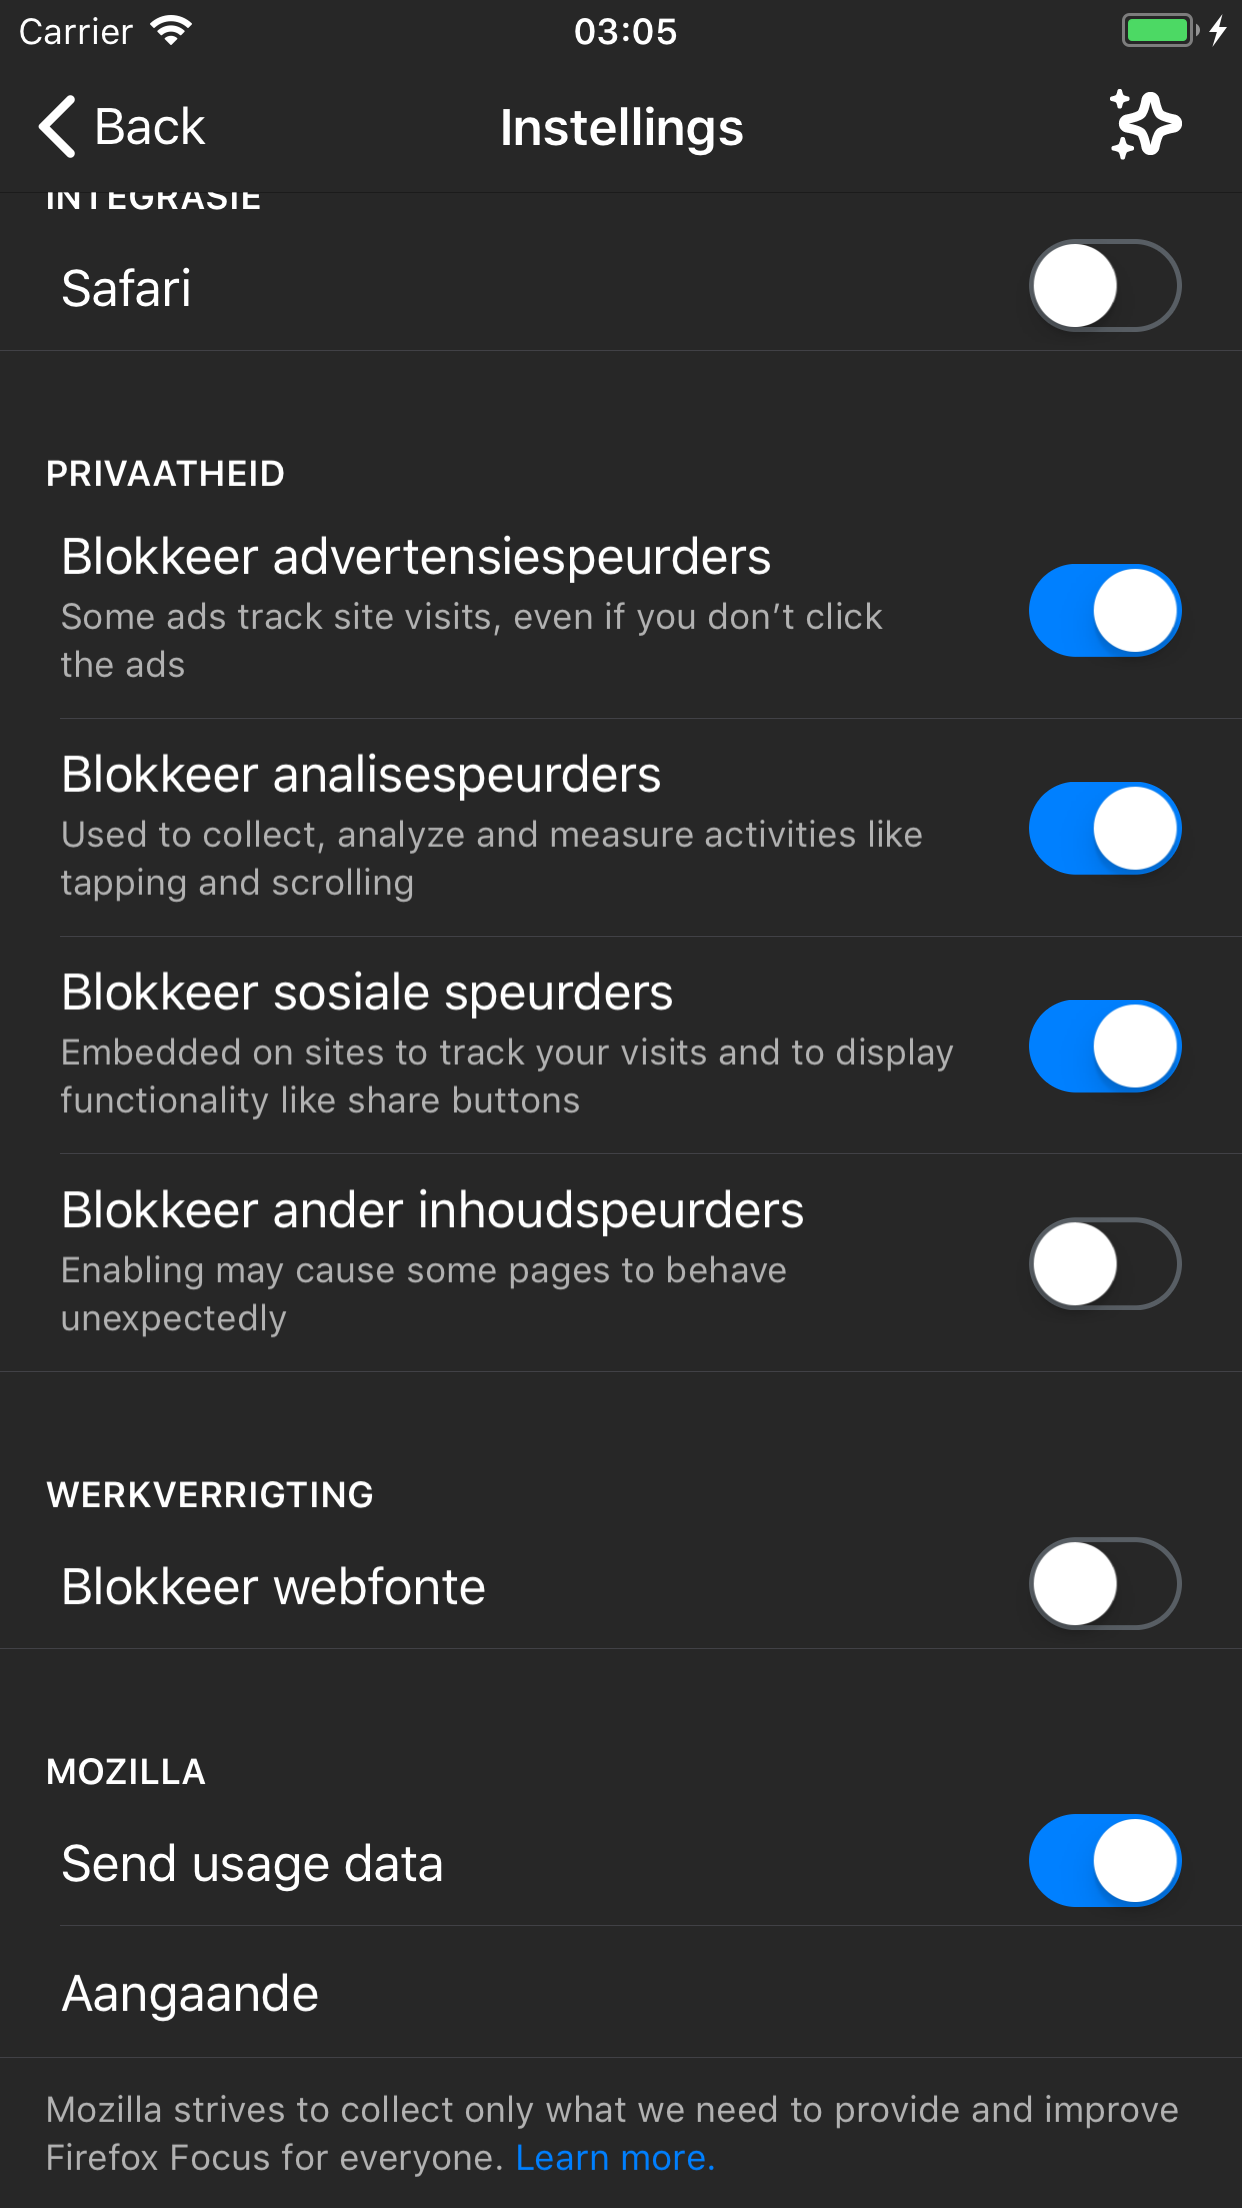 Carrier
03:05
Back
Instellings
INTEGRASIE
Safari
PRIVAATHEID
Blokkeer advertensiespeurders
Some ads track site visits, even if you don’t click
the ads
Blokkeer analisespeurders
Used to collect, analyze and measure activities like
tapping and scrolling
Blokkeer sosiale speurders
Embedded on sites to track your visits and to display
functionality like share buttons
Blokkeer ander inhoudspeurders
Enabling may cause some pages to behave
unexpectedly
WERKVERRIGTING
Blokkeer webfonte
MOZILLA
Send usage data
Aangaande
Mozilla strives to collect only what we need to provide and improve
Firefox Focus for everyone. Learn more.